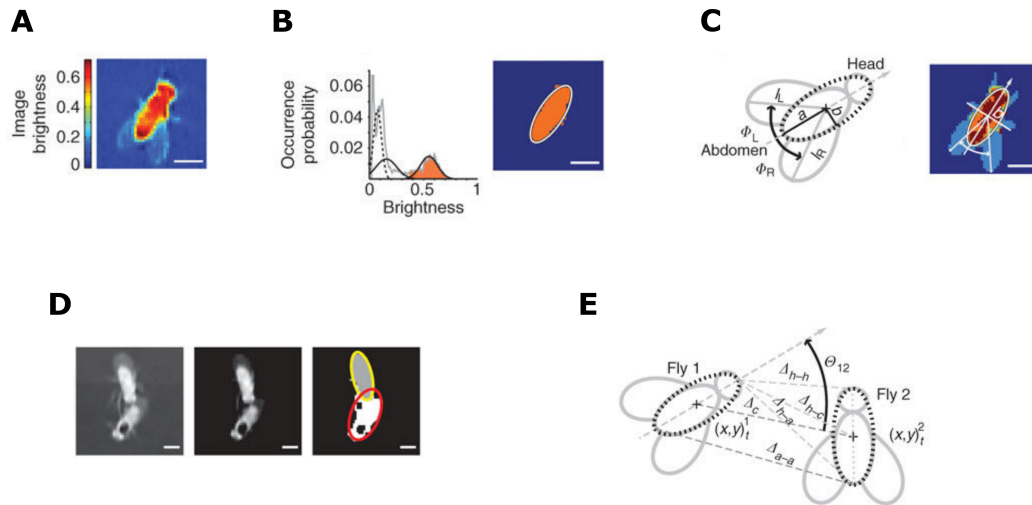 A
Image
brightness
0.6
0.4
0.2
0
B
Occurrence
probability
0.06
0.04
0.02
0
0.5
1
Brightness
C
Head
l_L
a
b
Φ_L
Abdomen
l_R
Φ_R
b
D
E
Θ_12
Fly 1
Δ_h–h
Fly 2
Δ_c
Δ_h–c
Δ_h–a
(x,y)_t^1
(x,y)_t^2
Δ_a–a